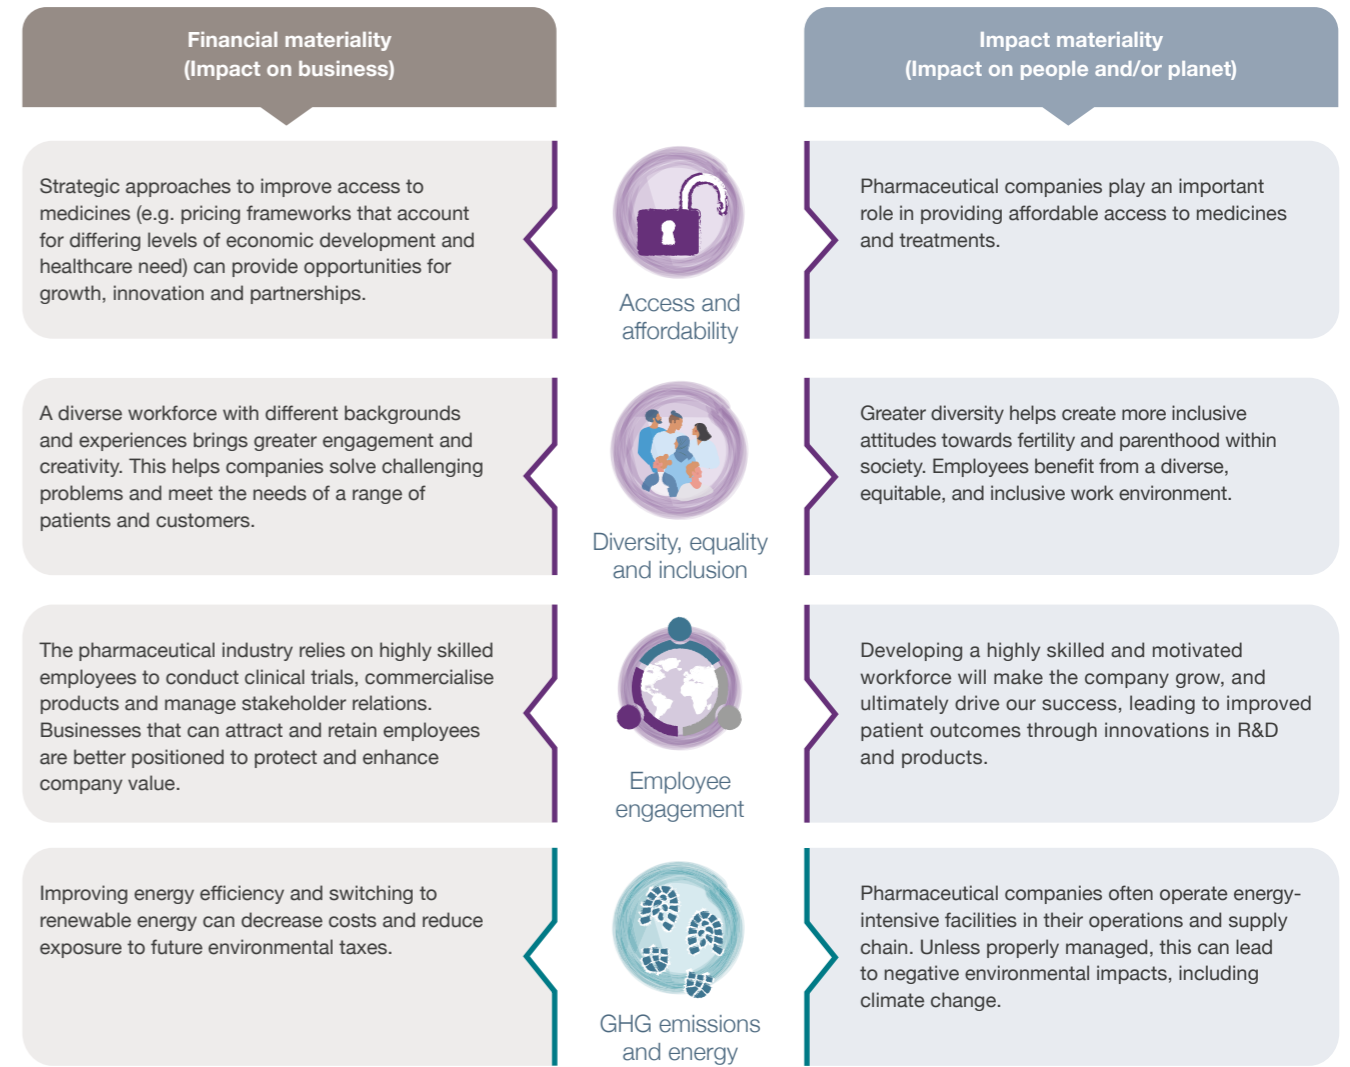 Financial materiality
(Impact on business)
Impact materiality
(Impact on people and/or planet)
Strategic approaches to improve access to
medicines (e.g. pricing frameworks that account
for differing levels of economic development and
healthcare need) can provide opportunities for
growth, innovation and partnerships.
Access and
affordability
Pharmaceutical companies play an important
role in providing affordable access to medicines
and treatments.
A diverse workforce with different backgrounds
and experiences brings greater engagement and
creativity. This helps companies solve challenging
problems and meet the needs of a range of
patients and customers.
Diversity, equality
and inclusion
Greater diversity helps create more inclusive
attitudes towards fertility and parenthood within
society. Employees benefit from a diverse,
equitable, and inclusive work environment.
The pharmaceutical industry relies on highly skilled
employees to conduct clinical trials, commercialise
products and manage stakeholder relations.
Businesses that can attract and retain employees
are better positioned to protect and enhance
company value.
Employee
engagement
Developing a highly skilled and motivated
workforce will make the company grow, and
ultimately drive our success, leading to improved
patient outcomes through innovations in R&D
and products.
Improving energy efficiency and switching to
renewable energy can decrease costs and reduce
exposure to future environmental taxes.
GHG emissions
and energy
Pharmaceutical companies often operate energy-
intensive facilities in their operations and supply
chain. Unless properly managed, this can lead
to negative environmental impacts, including
climate change.